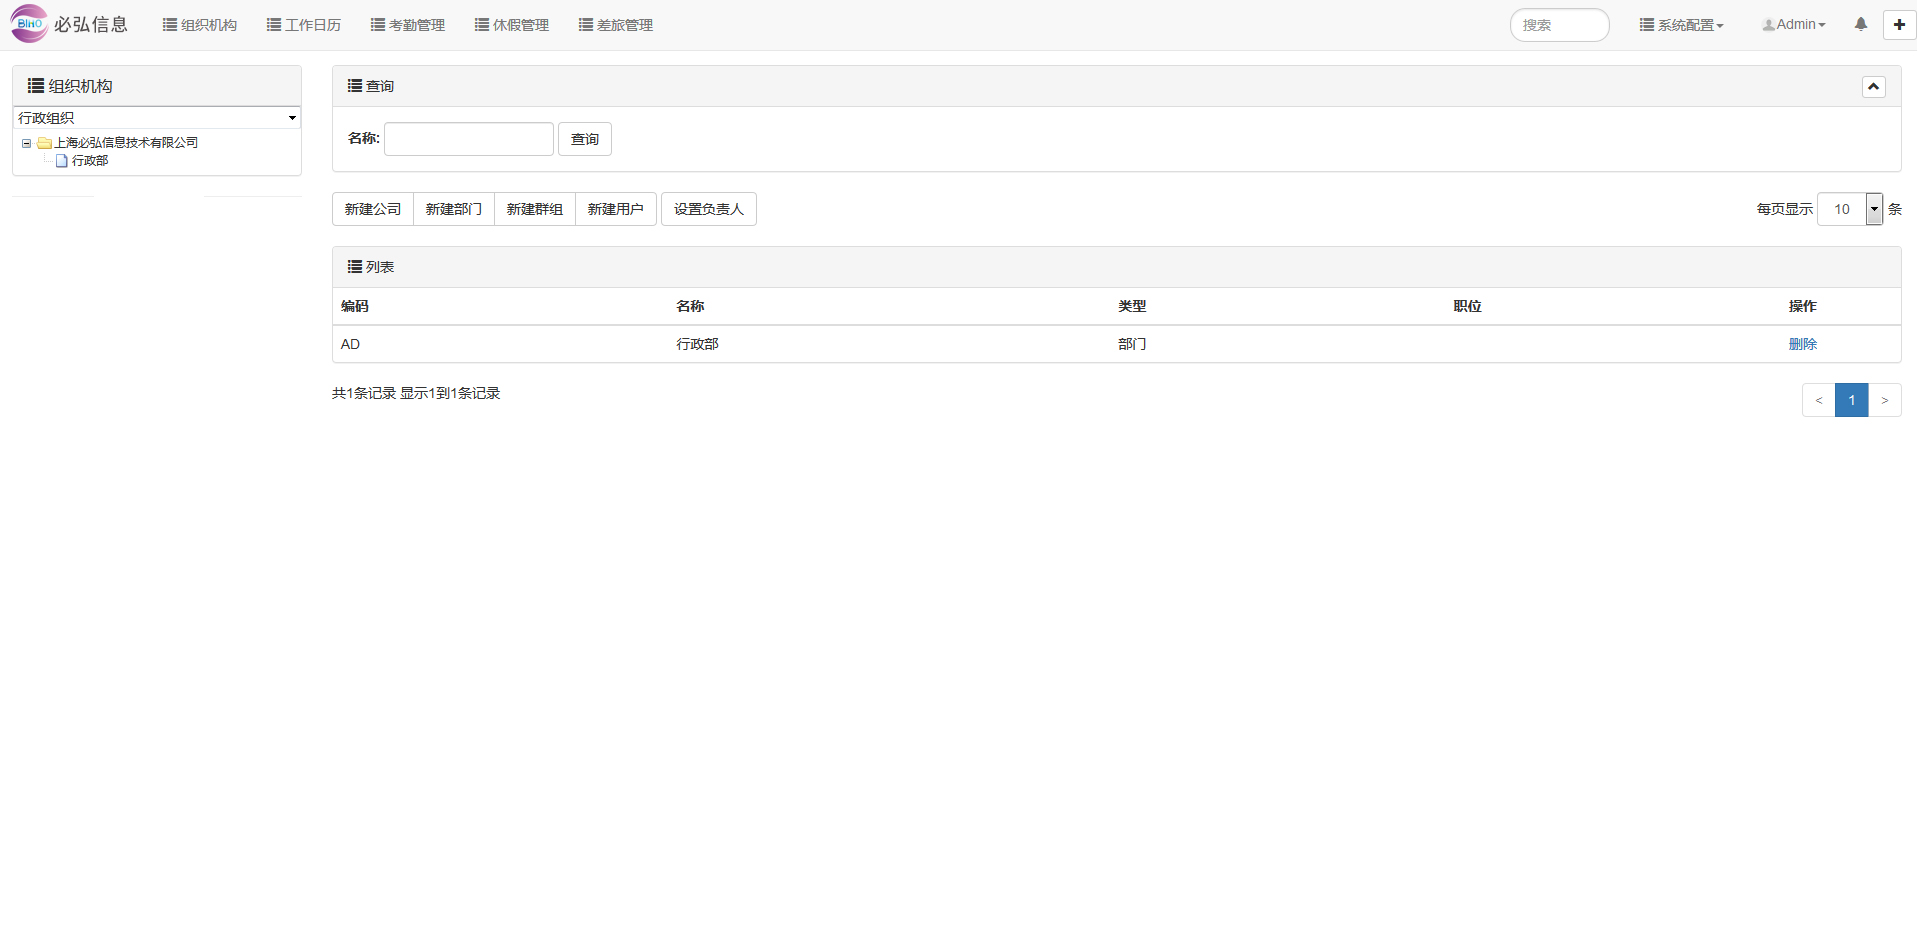 BIHO 必弘信息 组织机构 工作日历 考勤管理 休假管理 差旅管理 搜索 系统配置 Admin
组织机构
行政组织
上海必弘信息技术有限公司
行政部
查询
名称: 查询
新建公司 新建部门 新建群组 新建用户 设置负责人 每页显示 10 条
列表
编码 名称 类型 职位 操作
AD 行政部 部门 删除
共1条记录 显示1到1条记录 < 1 >